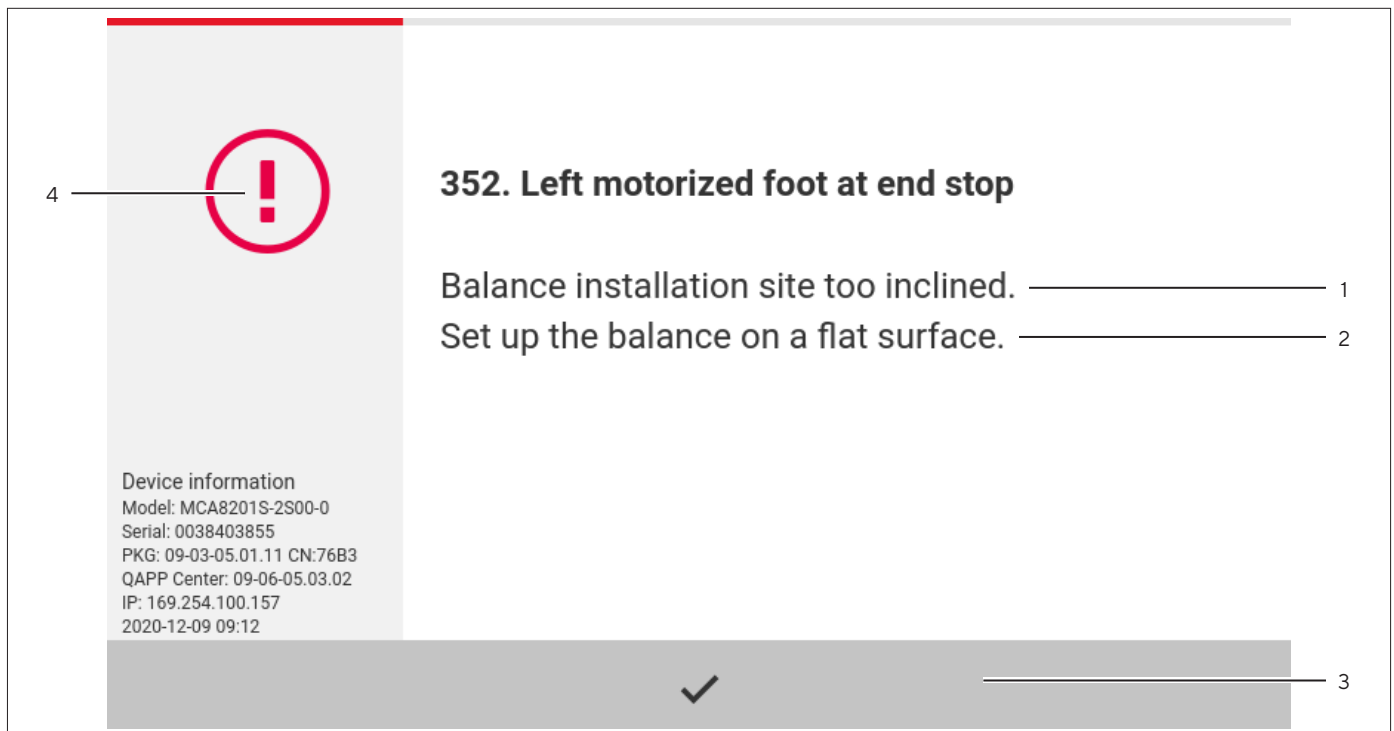 4
352. Left motorized foot at end stop
Balance installation site too inclined.
1
Set up the balance on a flat surface.
2
Device information
Model: MCA8201S-2S00-0
Serial: 0038403855
PKG: 09-03-05.01.11 CN:76B3
QAPP Center: 09-06-05.03.02
IP: 169.254.100.157
2020-12-09 09:12
3